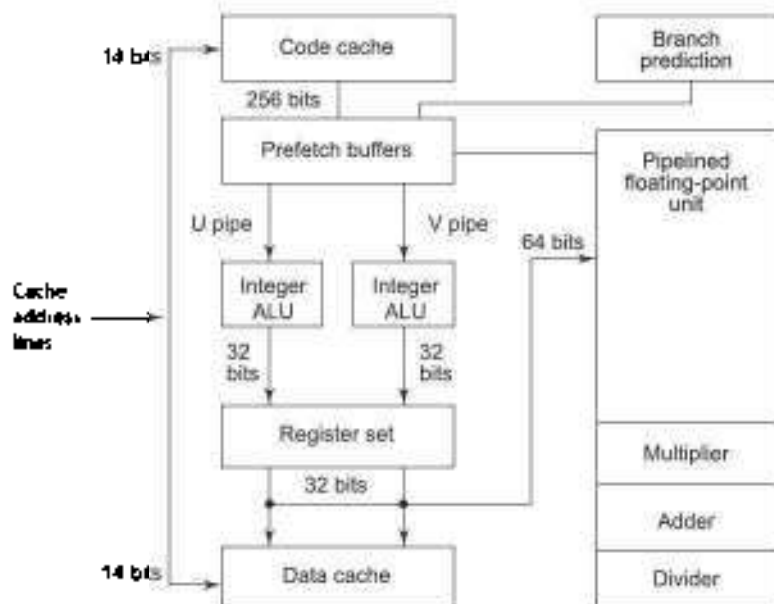 14 bits
Code cache
Branch
prediction
256 bits
Prefetch buffers
Pipelined
floating-point
unit
U pipe
V pipe
64 bits
Integer
ALU
Integer
ALU
Cache
address
lines
32
bits
32
bits
Register set
Multiplier
32 bits
Adder
14 bits
Data cache
Divider